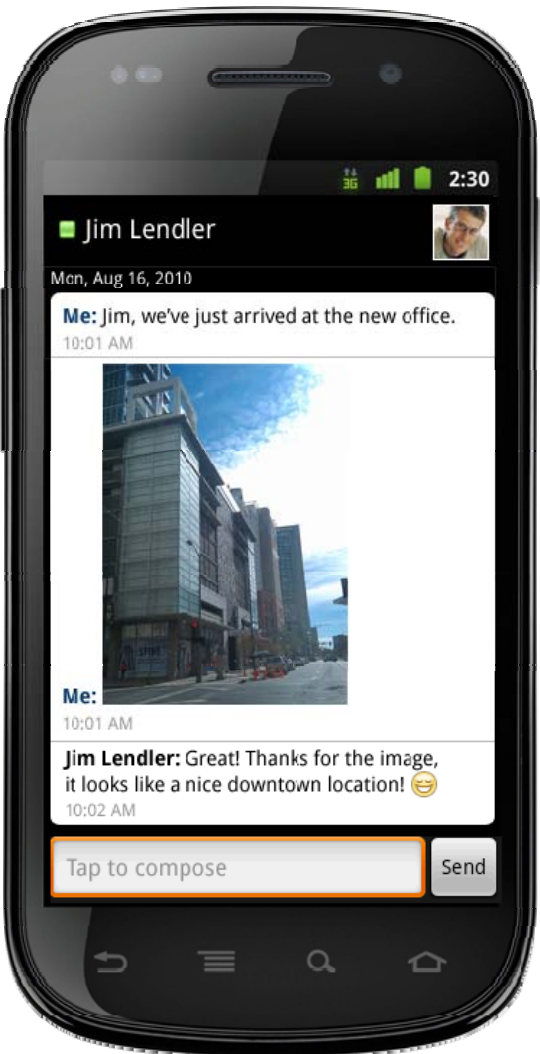 3G 2:30
Jim Lendler
Mon, Aug 16, 2010
Me: Jim, we've just arrived at the new office.
10:01 AM
Me:
10:01 AM
Jim Lendler: Great! Thanks for the image,
it looks like a nice downtown location!
10:02 AM
Tap to compose
Send